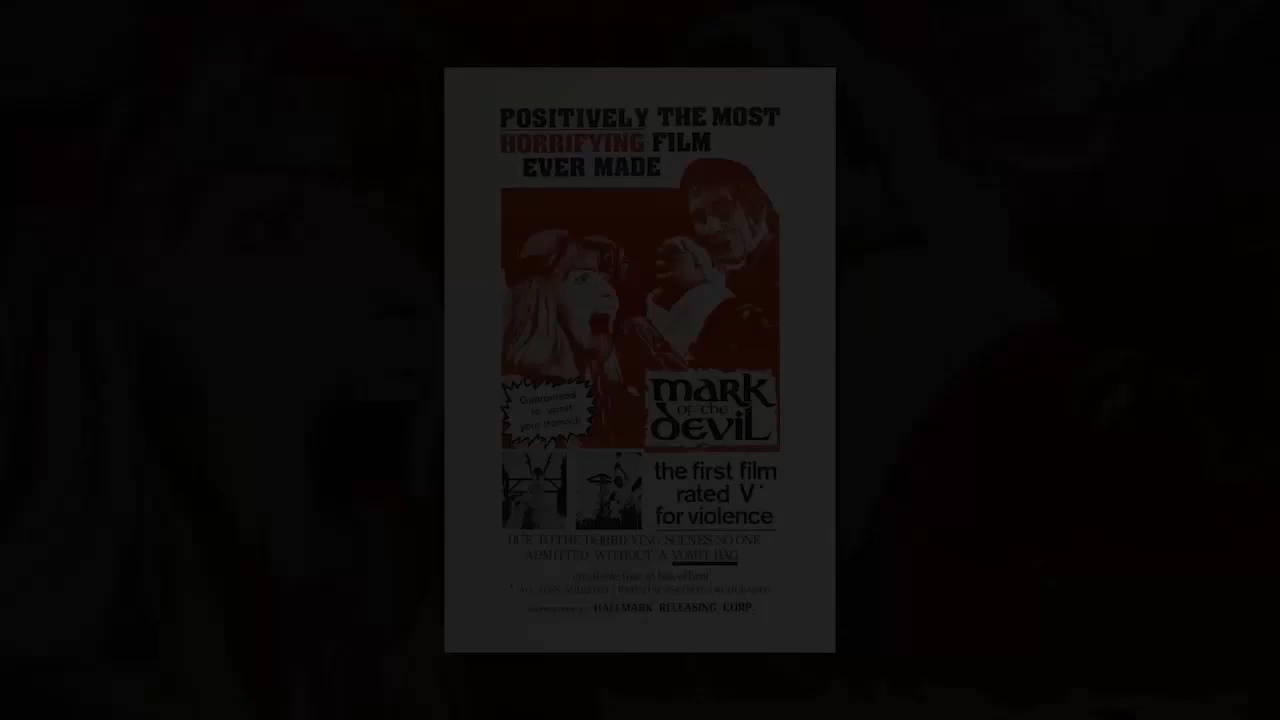 POSITIVELY THE MOST
HORRIFYING FILM
EVER MADE
Guaranteed
to vomit
your stomach
mark
of the
devil
the first film
rated V
for violence
DUE TO THE HORRIFYING SCENES NO ONE
ADMITTED WITHOUT A VOMIT BAG
HALLMARK RELEASING CORP.